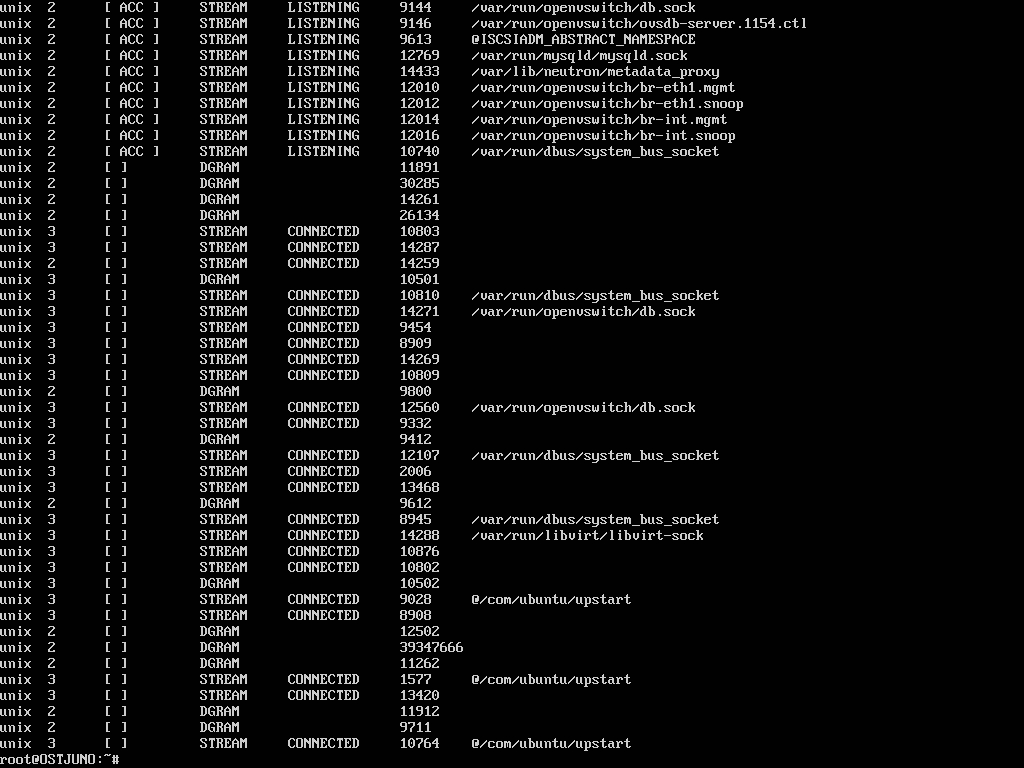 unix  2      [ ACC ]     STREAM     LISTENING     9144     /var/run/openvswitch/db.sock
unix  2      [ ACC ]     STREAM     LISTENING     9146     /var/run/openvswitch/ovsdb-server.1154.ctl
unix  2      [ ACC ]     STREAM     LISTENING     9613     @ISCSIADM_ABSTRACT_NAMESPACE
unix  2      [ ACC ]     STREAM     LISTENING     12769    /var/run/mysqld/mysqld.sock
unix  2      [ ACC ]     STREAM     LISTENING     14433    /var/lib/neutron/metadata_proxy
unix  2      [ ACC ]     STREAM     LISTENING     12010    /var/run/openvswitch/br-eth1.mgmt
unix  2      [ ACC ]     STREAM     LISTENING     12012    /var/run/openvswitch/br-eth1.snoop
unix  2      [ ACC ]     STREAM     LISTENING     12014    /var/run/openvswitch/br-int.mgmt
unix  2      [ ACC ]     STREAM     LISTENING     12016    /var/run/openvswitch/br-int.snoop
unix  2      [ ACC ]     STREAM     LISTENING     10740    /var/run/dbus/system_bus_socket
unix  2      [ ]         DGRAM                    11891
unix  2      [ ]         DGRAM                    30285
unix  2      [ ]         DGRAM                    14261
unix  2      [ ]         DGRAM                    26134
unix  3      [ ]         STREAM     CONNECTED     10803
unix  3      [ ]         STREAM     CONNECTED     14287
unix  2      [ ]         STREAM     CONNECTED     14259
unix  3      [ ]         DGRAM                    10501
unix  3      [ ]         STREAM     CONNECTED     10810    /var/run/dbus/system_bus_socket
unix  3      [ ]         STREAM     CONNECTED     14271    /var/run/openvswitch/db.sock
unix  3      [ ]         STREAM     CONNECTED     9454
unix  3      [ ]         STREAM     CONNECTED     8909
unix  3      [ ]         STREAM     CONNECTED     14269
unix  3      [ ]         STREAM     CONNECTED     10809
unix  2      [ ]         DGRAM                    9800
unix  3      [ ]         STREAM     CONNECTED     12560    /var/run/openvswitch/db.sock
unix  3      [ ]         STREAM     CONNECTED     9332
unix  2      [ ]         DGRAM                    9412
unix  3      [ ]         STREAM     CONNECTED     12107    /var/run/dbus/system_bus_socket
unix  3      [ ]         STREAM     CONNECTED     2006
unix  3      [ ]         STREAM     CONNECTED     13468
unix  2      [ ]         DGRAM                    9612
unix  3      [ ]         STREAM     CONNECTED     8945     /var/run/dbus/system_bus_socket
unix  3      [ ]         STREAM     CONNECTED     14288    /var/run/libvirt/libvirt-sock
unix  3      [ ]         STREAM     CONNECTED     10876
unix  3      [ ]         STREAM     CONNECTED     10802
unix  3      [ ]         DGRAM                    10502
unix  3      [ ]         STREAM     CONNECTED     9028     @/com/ubuntu/upstart
unix  3      [ ]         STREAM     CONNECTED     8908
unix  2      [ ]         DGRAM                    12502
unix  2      [ ]         DGRAM                    39347666
unix  2      [ ]         DGRAM                    11262
unix  3      [ ]         STREAM     CONNECTED     1577     @/com/ubuntu/upstart
unix  3      [ ]         STREAM     CONNECTED     13420
unix  2      [ ]         DGRAM                    11912
unix  2      [ ]         DGRAM                    9711
unix  3      [ ]         STREAM     CONNECTED     10764    @/com/ubuntu/upstart
root@OSTJUNO:~#